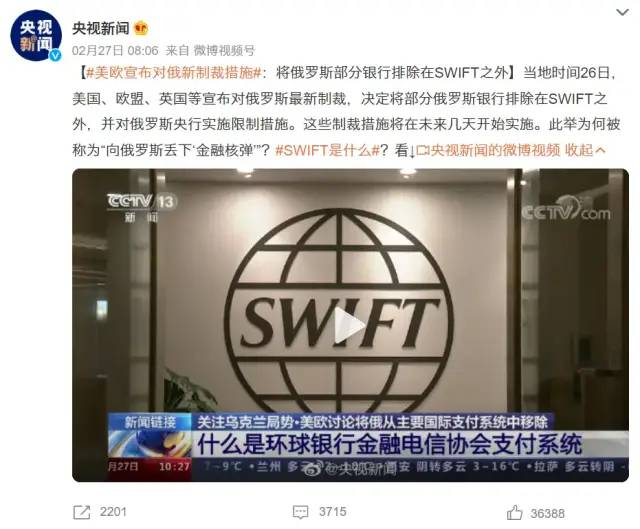 央视新闻
央视
新闻
02月27日 08:06 来自 微博视频号
【#美欧宣布对俄新制裁措施#：将俄罗斯部分银行排除在SWIFT之外】当地时间26日，
美国、欧盟、英国等宣布对俄罗斯最新制裁，决定将部分俄罗斯银行排除在SWIFT之
外，并对俄罗斯央行实施限制措施。这些制裁措施将在未来几天开始实施。此举为何被
称为“向俄罗斯丢下‘金融核弹’”？#SWIFT是什么#？看↓央视新闻的微博视频 收起
CCTV 13
新闻
CCTV.com
SWIFT
新闻链接
关注乌克兰局势·美欧讨论将俄从主要国际支付系统中移除
什么是环球银行金融电信协会支付系统
月27日 10:27
•兰州 多云
西安 阴转多云 3~16℃ •拉萨 多云转阴
@央视新闻
2201
3715
36388